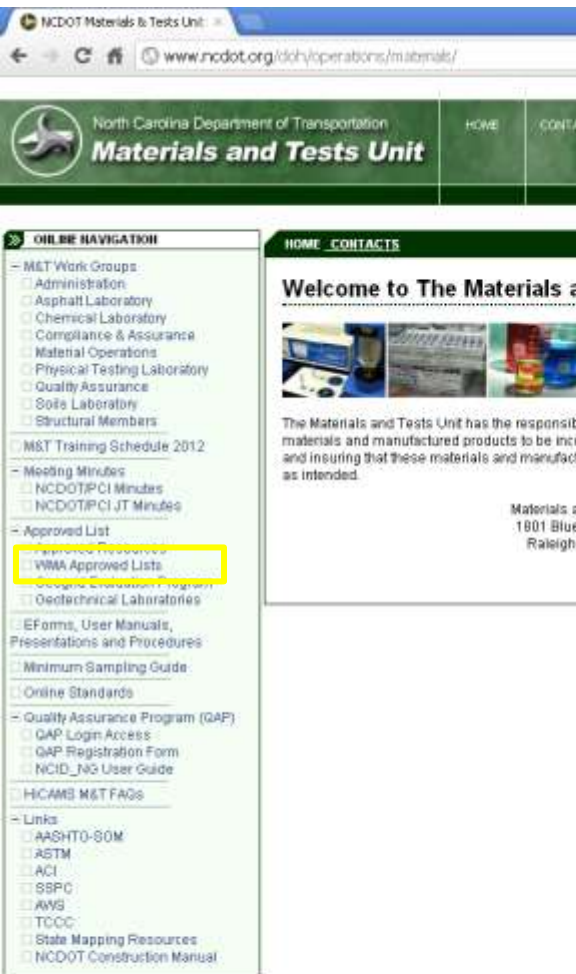 NCDOT Materials & Tests Unit
www.ncdot.org/doh/operations/materials/
North Carolina Department of Transportation
Materials and Tests Unit
HOME
CONTA
ONLINE NAVIGATION
HOME CONTACTS
− M&T Work Groups
Administration
Asphalt Laboratory
Chemical Laboratory
Compliance & Assurance
Material Operations
Physical Testing Laboratory
Quality Assurance
Soils Laboratory
Structural Members
M&T Training Schedule 2012
− Meeting Minutes
NCDOT/PCI Minutes
NCDOT/PCI JT Minutes
− Approved List
Approved Resources
WMA Approved Lists
Geogrid Evaluation Program
Geotechnical Laboratories
EForms, User Manuals,
Presentations and Procedures
Minimum Sampling Guide
Online Standards
− Quality Assurance Program (QAP)
QAP Login Access
QAP Registration Form
NCID_NG User Guide
HiCAMS M&T FAQs
− Links
AASHTO-SOM
ASTM
ACI
SSPC
AWS
TCCC
State Mapping Resources
NCDOT Construction Manual
Welcome to The Materials a
The Materials and Tests Unit has the responsib
materials and manufactured products to be inc
and insuring that these materials and manufact
as intended.
Materials a
1801 Blue
Raleigh